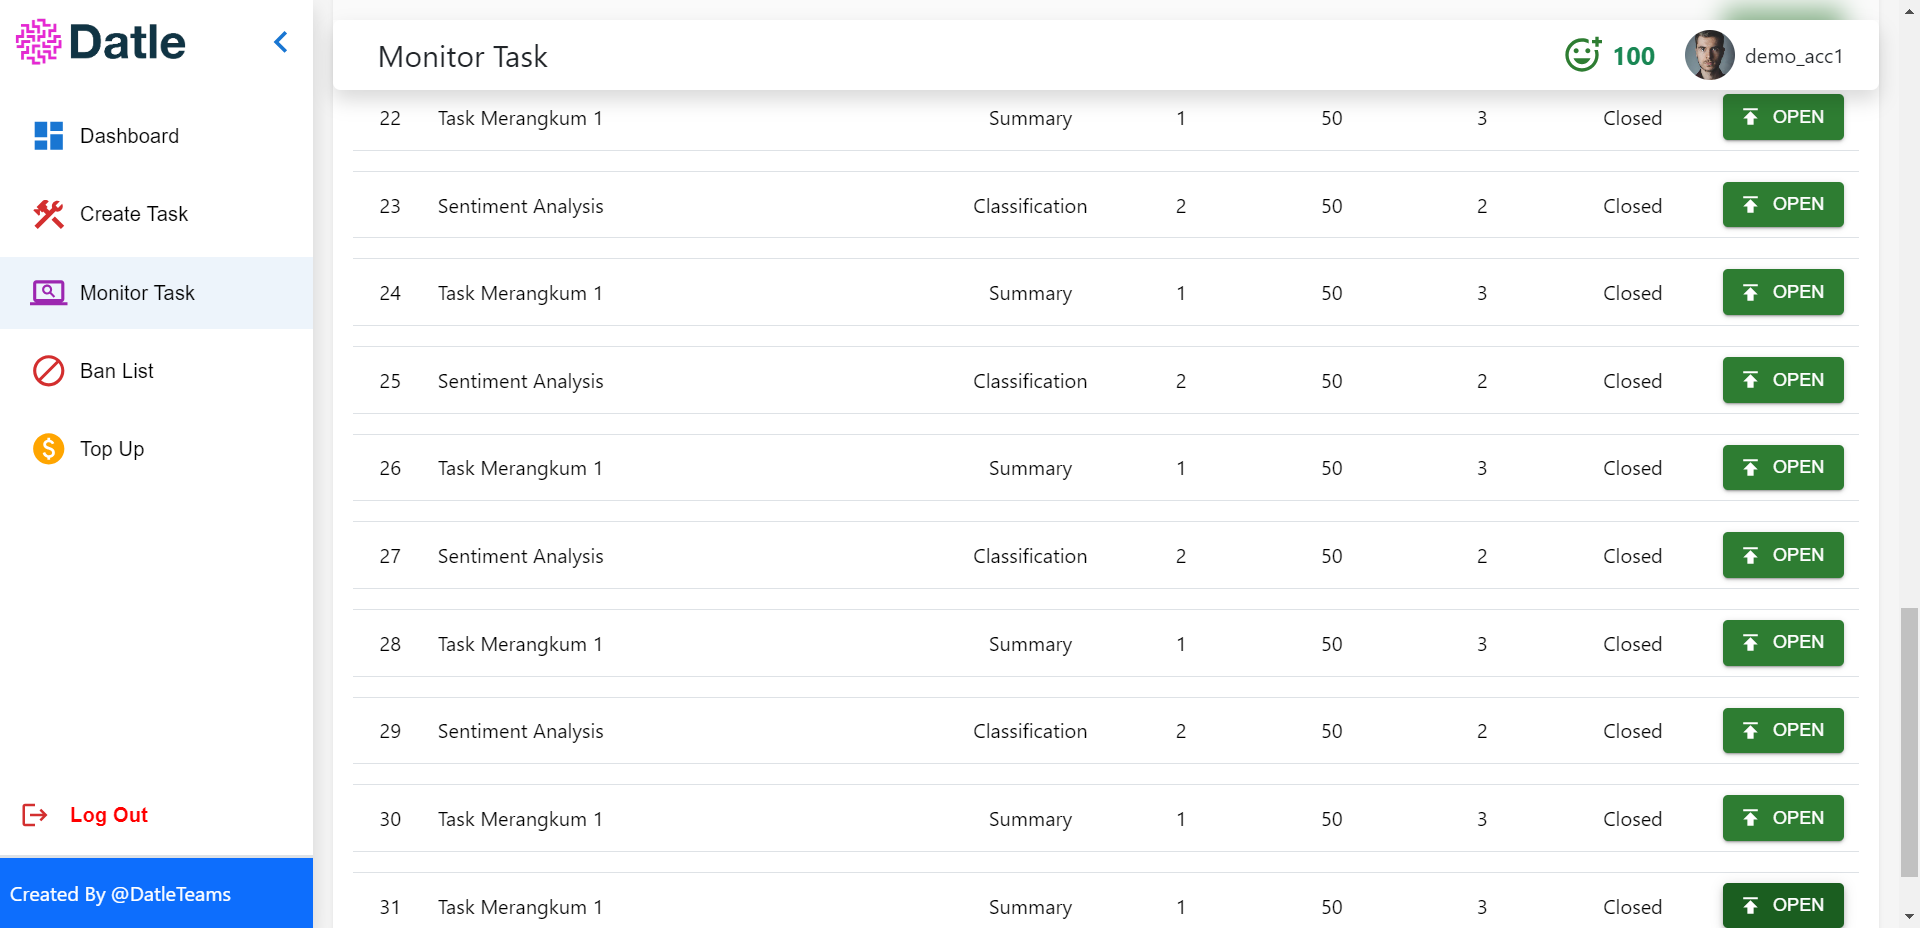 Datle
Monitor Task
100
demo_acc1
Dashboard
Create Task
Monitor Task
Ban List
Top Up
Log Out
Created By @DatleTeams
22 Task Merangkum 1 Summary 1 50 3 Closed OPEN
23 Sentiment Analysis Classification 2 50 2 Closed OPEN
24 Task Merangkum 1 Summary 1 50 3 Closed OPEN
25 Sentiment Analysis Classification 2 50 2 Closed OPEN
26 Task Merangkum 1 Summary 1 50 3 Closed OPEN
27 Sentiment Analysis Classification 2 50 2 Closed OPEN
28 Task Merangkum 1 Summary 1 50 3 Closed OPEN
29 Sentiment Analysis Classification 2 50 2 Closed OPEN
30 Task Merangkum 1 Summary 1 50 3 Closed OPEN
31 Task Merangkum 1 Summary 1 50 3 Closed OPEN